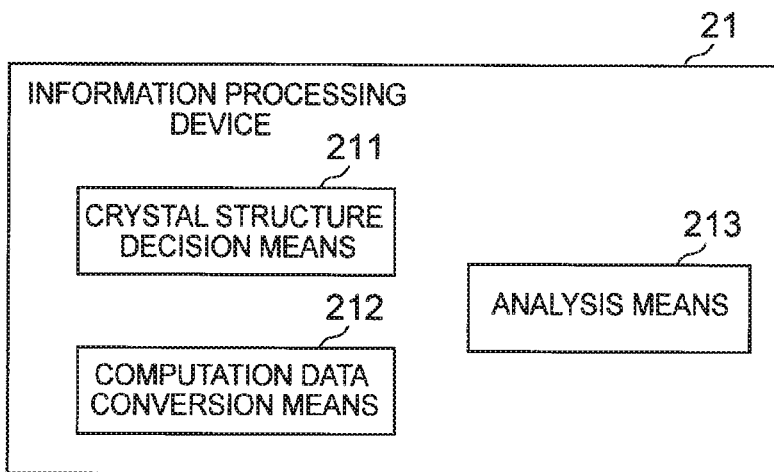 21
INFORMATION PROCESSING
DEVICE
211
CRYSTAL STRUCTURE
DECISION MEANS
213
ANALYSIS MEANS
212
COMPUTATION DATA
CONVERSION MEANS